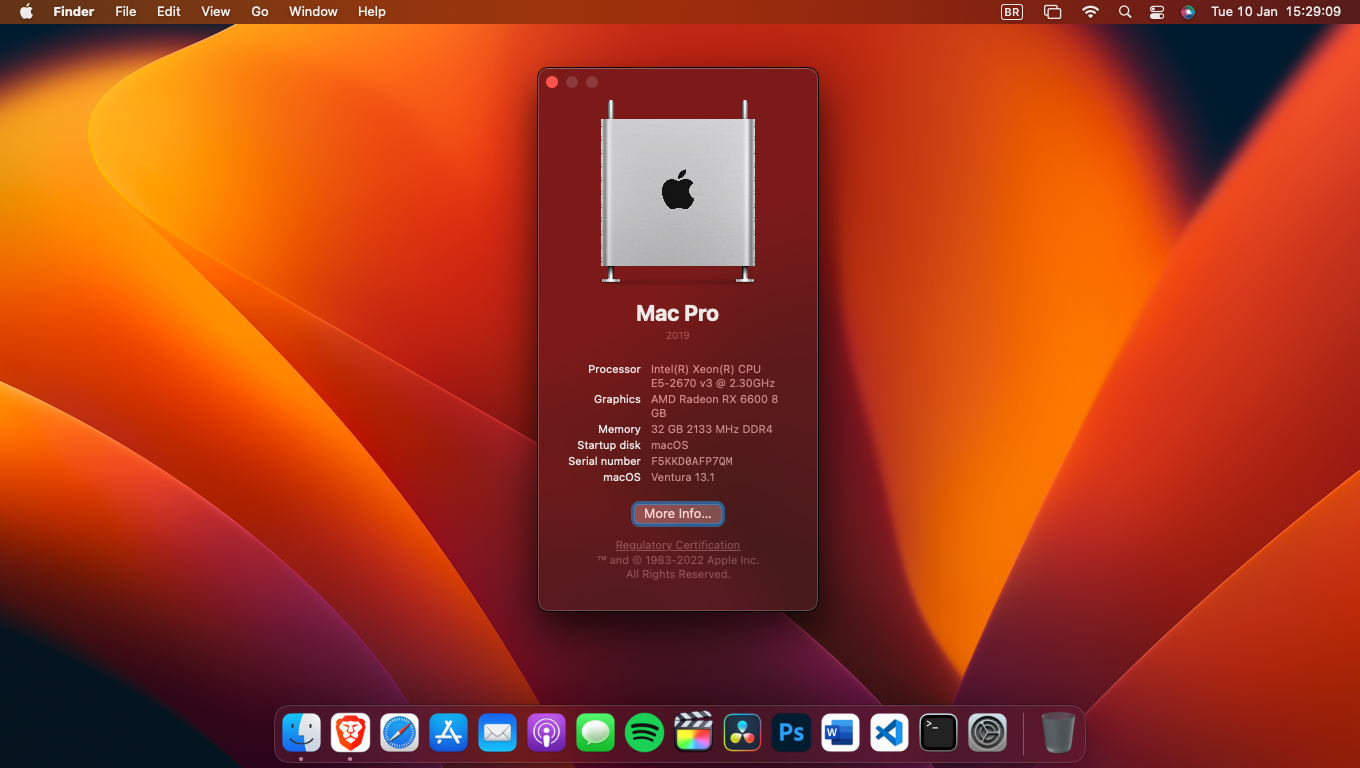 Finder File Edit View Go Window Help BR Tue 10 Jan 15:29:09
Mac Pro
2019
Processor Intel(R) Xeon(R) CPU
E5-2670 v3 @ 2.30GHz
Graphics AMD Radeon RX 6600 8
GB
Memory 32 GB 2133 MHz DDR4
Startup disk macOS
Serial number F5KKD0AFP7QM
macOS Ventura 13.1
More Info...
Regulatory Certification
™ and © 1983-2022 Apple Inc.
All Rights Reserved.
Ps W >_